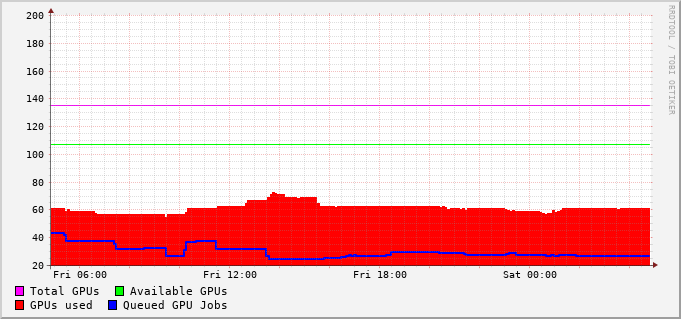 200
180
160
140
120
100
80
60
40
20
Fri 06:00 Fri 12:00 Fri 18:00 Sat 00:00
Total GPUs Available GPUs
GPUs used Queued GPU Jobs
RRDTOOL / TOBI OETIKER